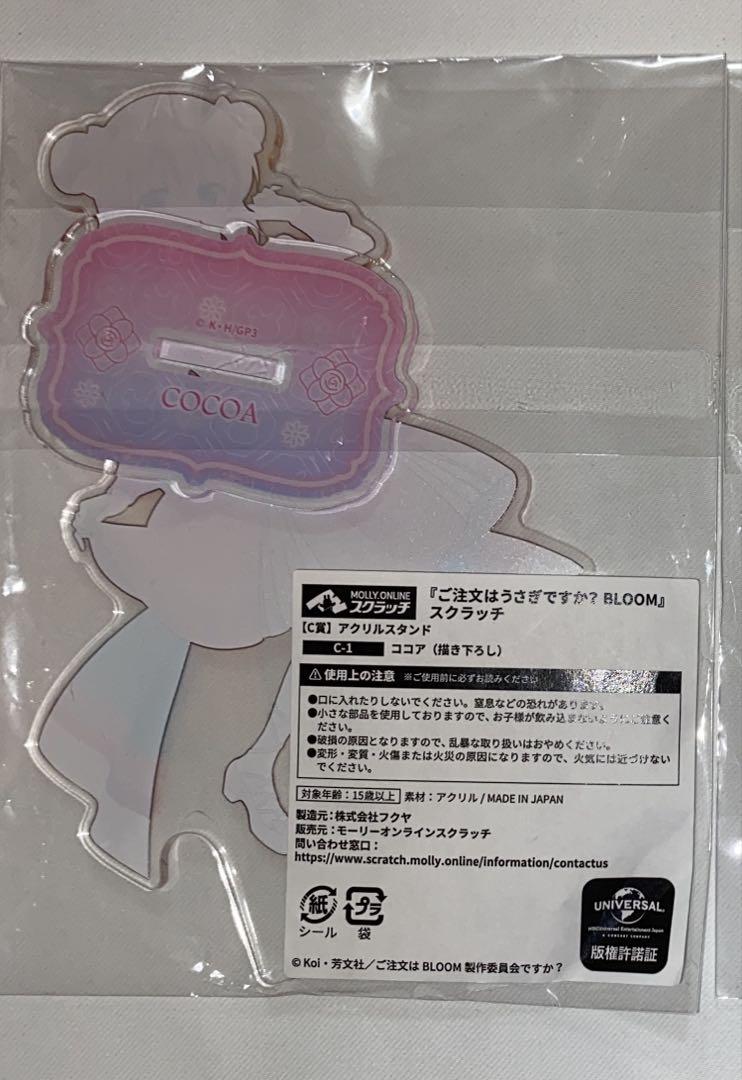 © K・H/GP3
COCOA
MOLLY.ONLINE
スクラッチ
『ご注文はうさぎですか? BLOOM』
スクラッチ
【C賞】アクリルスタンド
C-1 ココア（描き下ろし）
⚠使用上の注意 ※ご使用前に必ずお読みください
●口に入れたりしないでください。窒息などの恐れがあります。
●小さな部品を使用しておりますので、お子様が飲み込まないようにご注意く
ださい。
●破損の原因となりますので、乱暴な取り扱いはおやめください。
●変形・変質・火傷または火災の原因になりますので、火気には近づけない
でください。
対象年齢：15歳以上 素材：アクリル / MADE IN JAPAN
製造元：株式会社フクヤ
販売元：モーリーオンラインスクラッチ
問い合わせ窓口：
https://www.scratch.molly.online/information/contactus
紙 プラ
シール 袋
UNIVERSAL
NBCUniversal Entertainment Japan
A COMCAST COMPANY
版権許諾証
© Koi・芳文社／ご注文は BLOOM 製作委員会ですか？